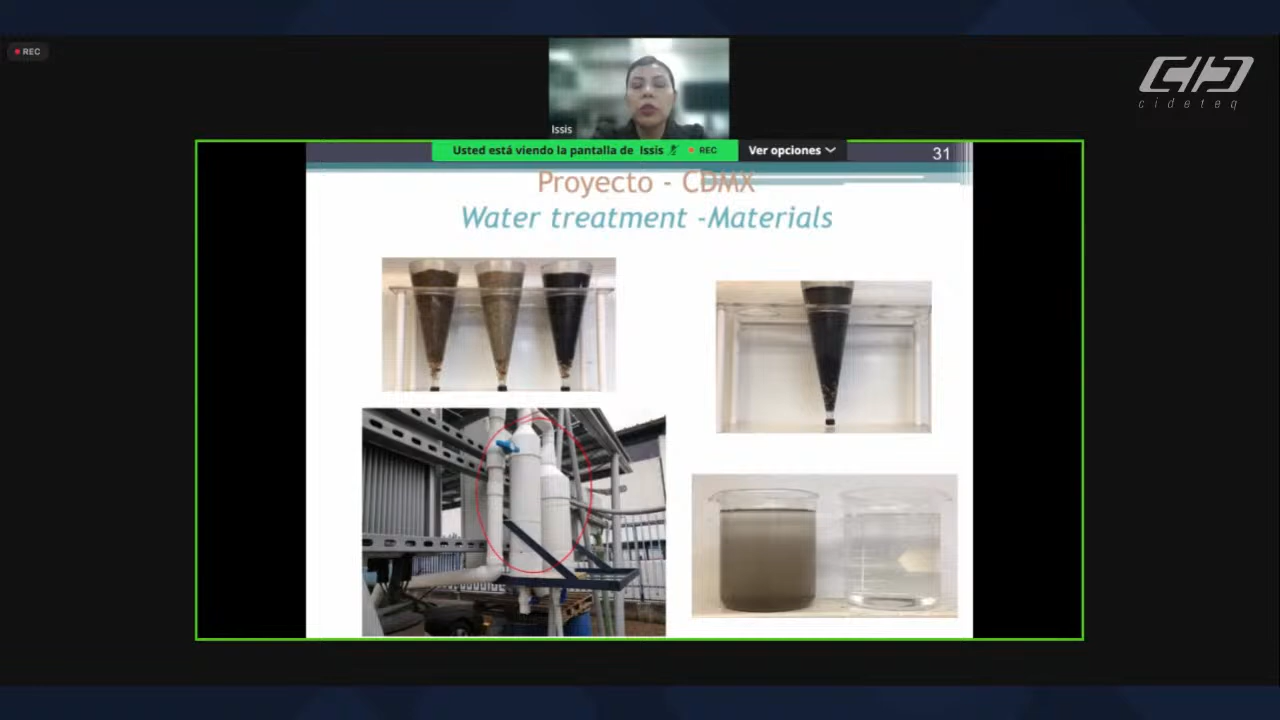 REC
cideteq
Issis
Usted está viendo la pantalla de Issis
REC
Ver opciones
31
Proyecto - CDMX
Water treatment -Materials